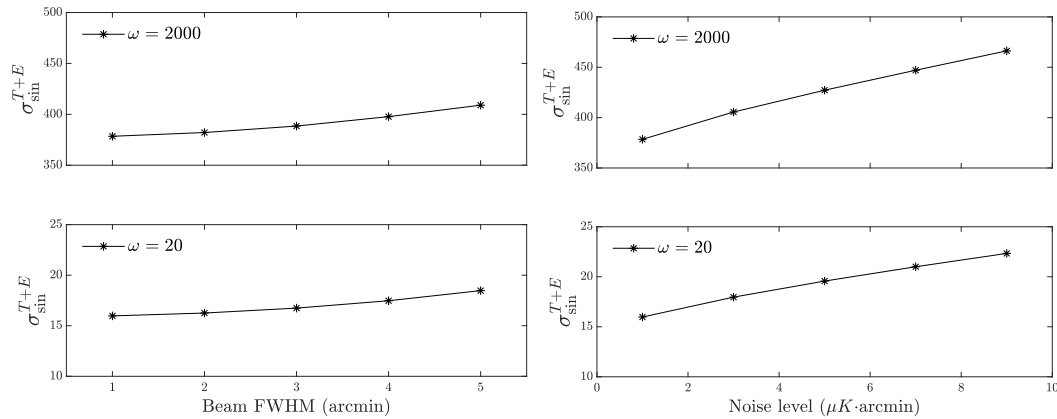 500
450
400
350
σ_sin^{T+E}
ω = 2000
500
450
400
350
σ_sin^{T+E}
ω = 2000
25
20
15
10
σ_sin^{T+E}
ω = 20
1 2 3 4 5
Beam FWHM (arcmin)
25
20
15
10
σ_sin^{T+E}
ω = 20
0 2 4 6 8 10
Noise level (μK·arcmin)